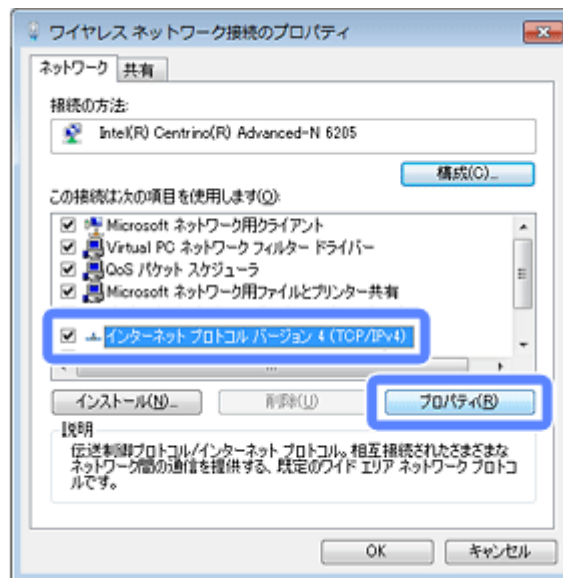 ワイヤレス ネットワーク接続のプロパティ
ネットワーク 共有
接続の方法:
Intel(R) Centrino(R) Advanced-N 6205
構成(C)...
この接続は次の項目を使用します(O):
Microsoft ネットワーク用クライアント
Virtual PC ネットワーク フィルター ドライバー
QoS パケット スケジューラ
Microsoft ネットワーク用ファイルとプリンター共有
インターネット プロトコル バージョン 4 (TCP/IPv4)
インストール(N)... 削除(U) プロパティ(R)
説明
伝送制御プロトコル/インターネット プロトコル。相互接続されたさまざまな
ネットワーク間の通信を提供する、既定のワイド エリア ネットワーク プロトコ
ルです。
OK キャンセル